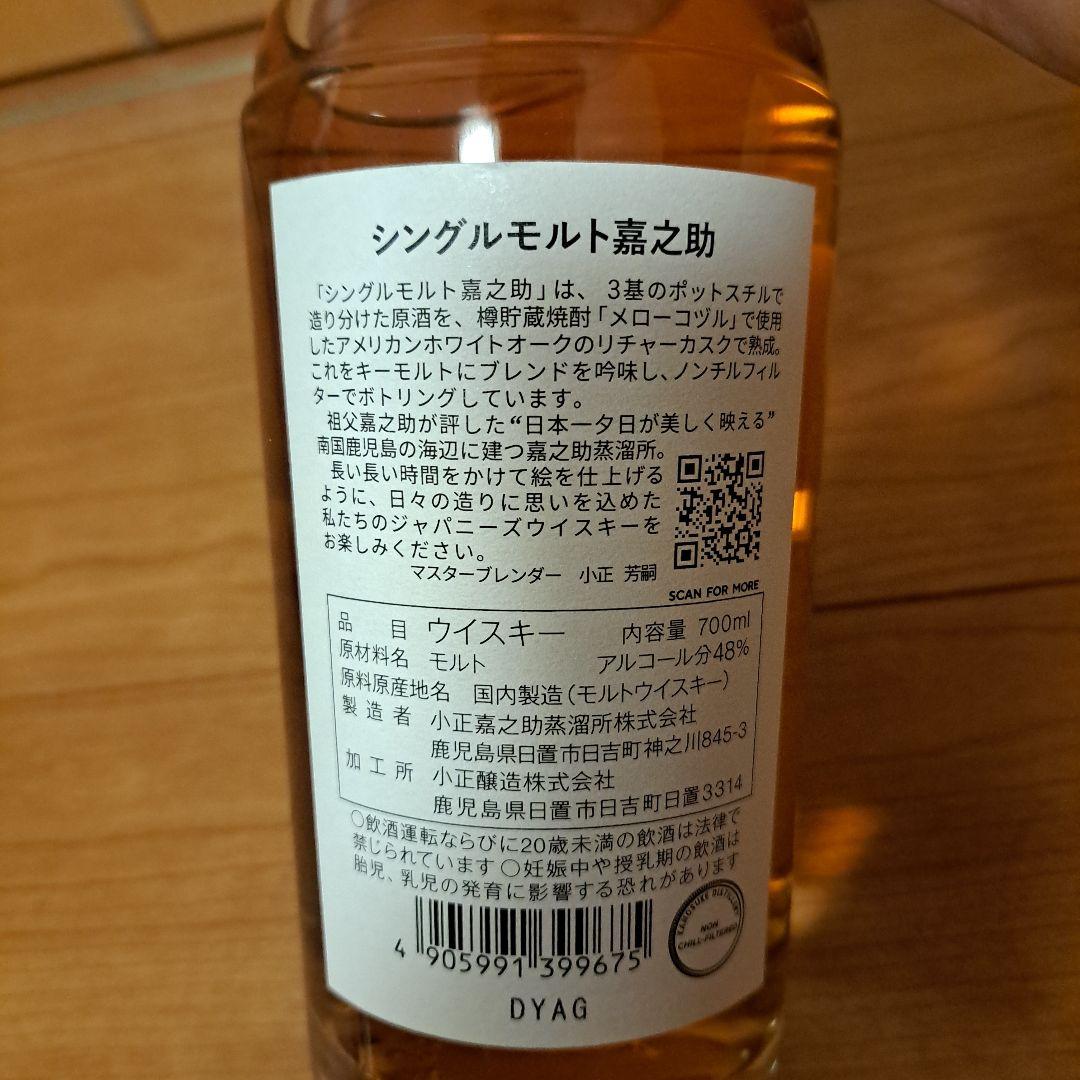 シングルモルト嘉之助
「シングルモルト嘉之助」は、3基のポットスチルで
造り分けた原酒を、樽貯蔵焼酎「メローコヅル」で使用
したアメリカンホワイトオークのリチャーカスクで熟成。
これをキーモルトにブレンドを吟味し、ノンチルフィル
ターでボトリングしています。
祖父嘉之助が評した“日本一夕日が美しく映える”
南国鹿児島の海辺に建つ嘉之助蒸溜所。
長い長い時間をかけて絵を仕上げる
ように、日々の造りに思いを込めた
私たちのジャパニーズウイスキーを
お楽しみください。
マスターブレンダー 小正 芳嗣
SCAN FOR MORE
品目 ウイスキー 内容量 700ml
原材料名 モルト アルコール分48%
原料原産地名 国内製造（モルトウイスキー）
製造者 小正嘉之助蒸溜所株式会社
鹿児島県日置市日吉町神之川845-3
加工所 小正醸造株式会社
鹿児島県日置市日吉町日置3314
○飲酒運転ならびに20歳未満の飲酒は法律で
禁じられています ○妊娠中や授乳期の飲酒は
胎児、乳児の発育に影響する恐れがあります
KANOSUKE DISTILLERY
NON
CHILL-FILTERED
4 905991 399675
DYAG